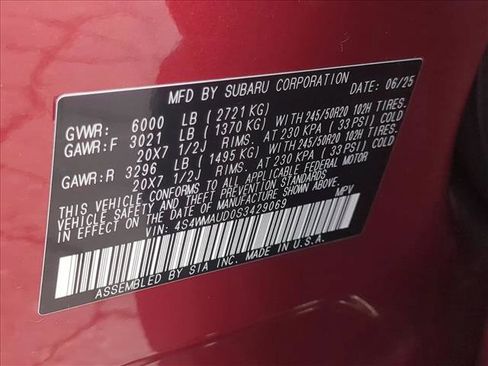 MFD BY SUBARU CORPORATION DATE: 06/25
GVWR: 6000 LB (2721 KG)
GAWR:F 3021 LB (1370 KG) WITH 245/50R20 102H TIRES.
20X7 1/2J RIMS. AT 230 KPA ( 33 PSI) COLD
GAWR:R 3296 LB (1495 KG) WITH 245/50R20 102H TIRES.
20X7 1/2J RIMS. AT 230 KPA ( 33 PSI) COLD
THIS VEHICLE CONFORMS TO ALL APPLICABLE FEDERAL MOTOR
VEHICLE SAFETY AND THEFT PREVENTION STANDARDS IN EFFECT
ON THE DATE OF MANUFACTURE SHOWN ABOVE.
VIN: 4S4WMAUD0S3429069 MPV
ASSEMBLED BY SIA INC. MADE IN U.S.A.